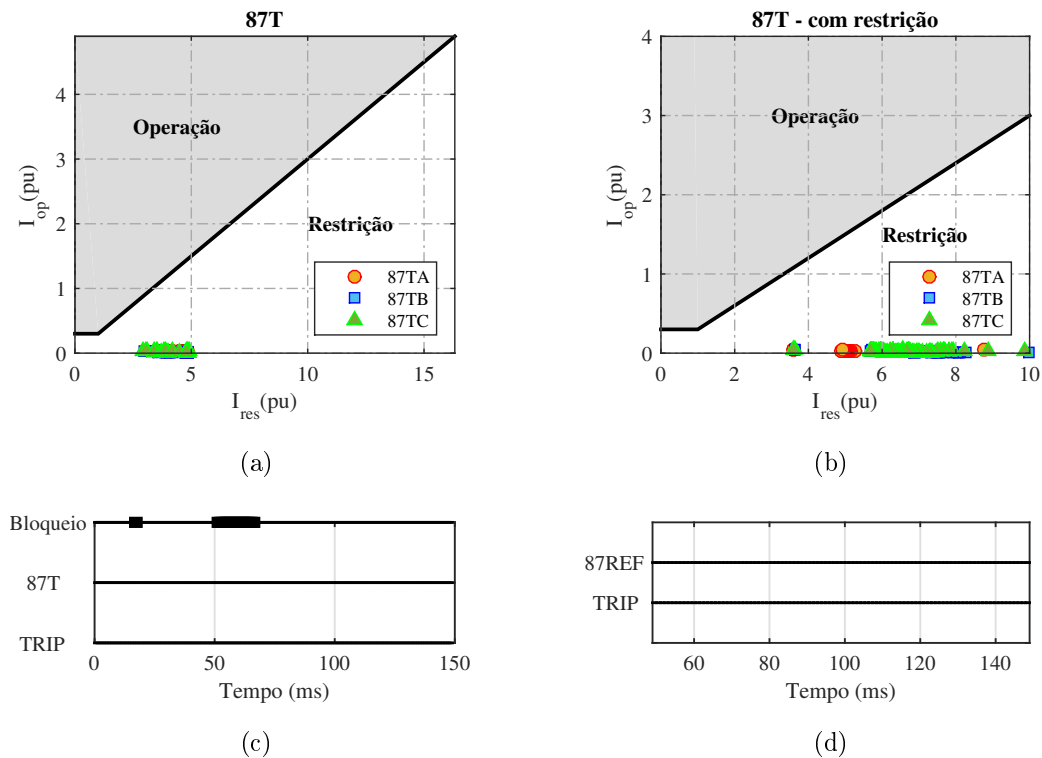 87T
4
3
2
1
0
0
5
10
15
I_op(pu)
I_res(pu)
Operação
Restrição
87TA
87TB
87TC
(a)
87T - com restrição
4
3
2
1
0
0
2
4
6
8
10
I_op(pu)
I_res(pu)
Operação
Restrição
87TA
87TB
87TC
(b)
Bloqueio
87T
TRIP
0
50
100
150
Tempo (ms)
(c)
87REF
TRIP
60
80
100
120
140
Tempo (ms)
(d)